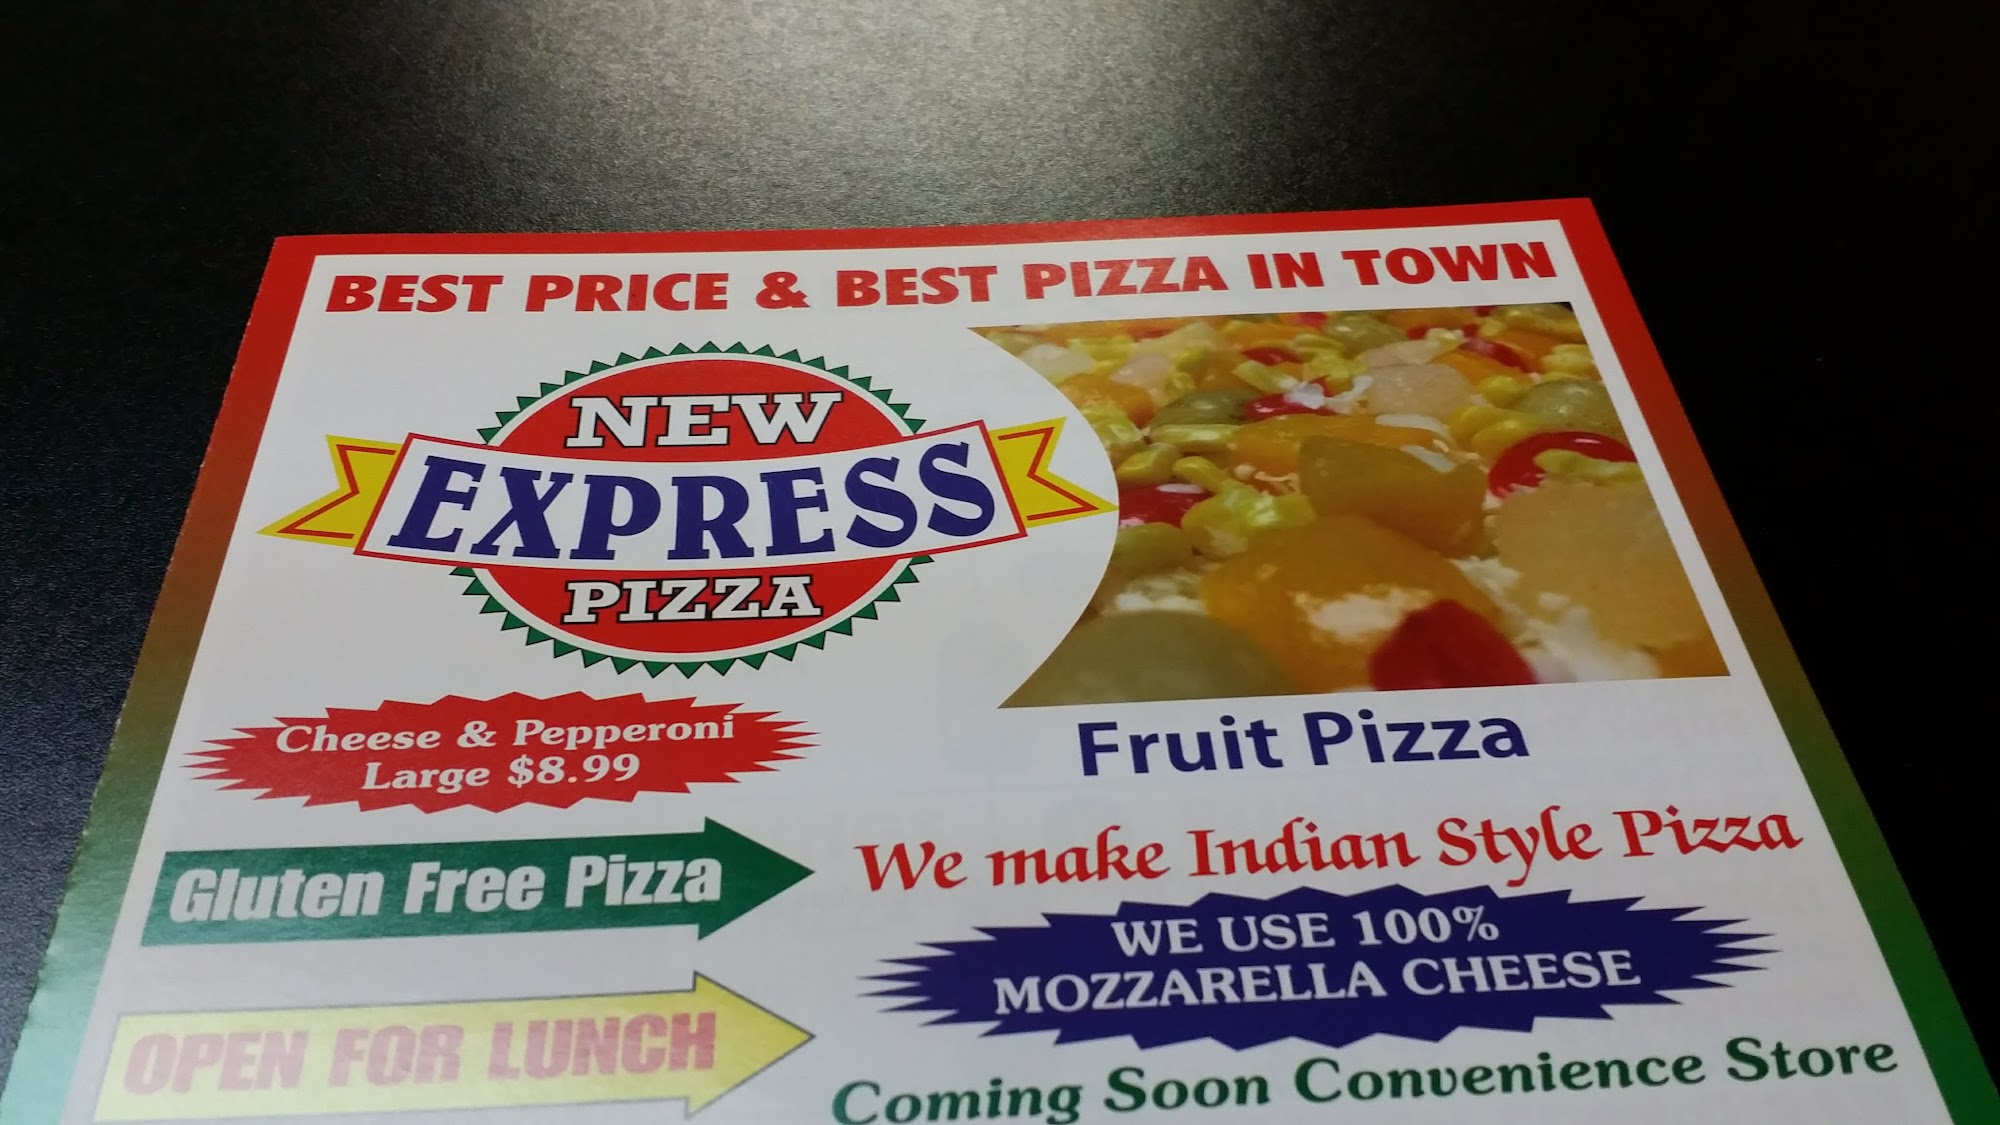 BEST PRICE & BEST PIZZA IN TOWN
NEW
EXPRESS
PIZZA
Fruit Pizza
Cheese & Pepperoni
Large $8.99
Gluten Free Pizza
We make Indian Style Pizza
WE USE 100%
MOZZARELLA CHEESE
OPEN FOR LUNCH
Coming Soon Convenience Store